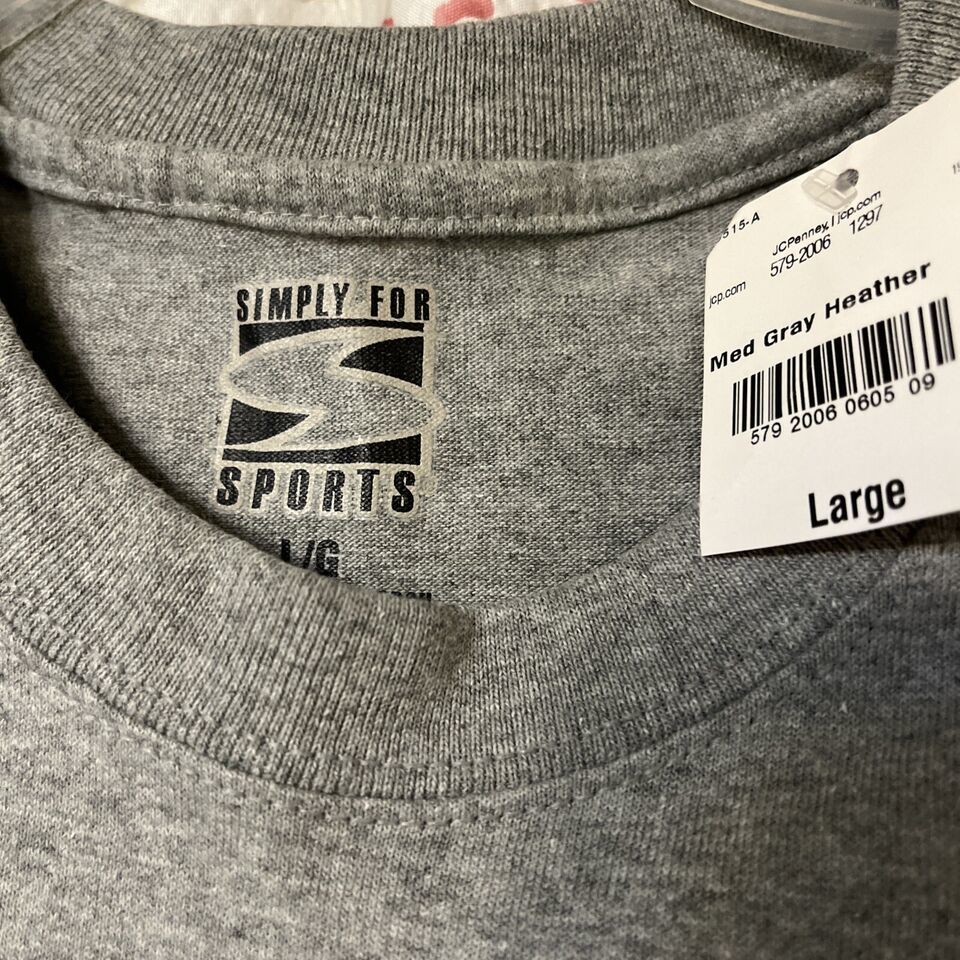 SIMPLY FOR
SPORTS
L/G
515-A
JCPenney, | jcp.com
579-2006 1297
jcp.com
Med Gray Heather
579 2006 0605 09
Large